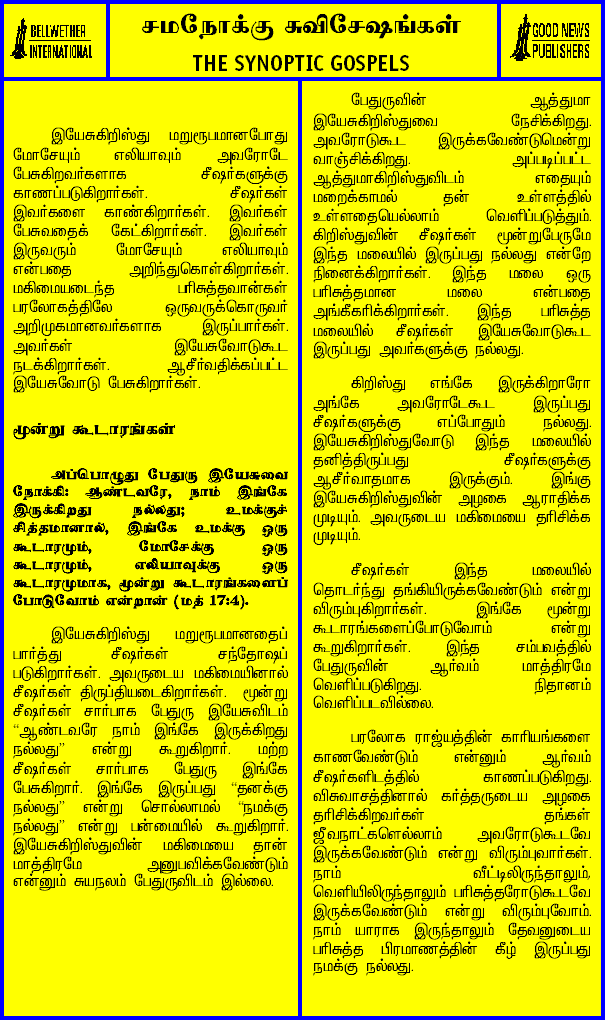 BELLWETHER
INTERNATIONAL
சமநோக்கு சுவிசேஷங்கள்
THE SYNOPTIC GOSPELS
GOOD NEWS
PUBLISHERS
இயேசுகிறிஸ்து மறுரூபமானபோது
மோசேயும் எலியாவும் அவரோடே
பேசுகிறவர்களாக சீஷர்களுக்கு
காணப்படுகிறார்கள். சீஷர்கள்
இவர்களை காண்கிறார்கள். இவர்கள்
பேசுவதைக் கேட்கிறார்கள். இவர்கள்
இருவரும் மோசேயும் எலியாவும்
என்பதை அறிந்துகொள்கிறார்கள்.
மகிமையடைந்த பரிசுத்தவான்கள்
பரலோகத்திலே ஒருவருக்கொருவர்
அறிமுகமானவர்களாக இருப்பார்கள்.
அவர்கள் இயேசுவோடுகூட
நடக்கிறார்கள். ஆசீர்வதிக்கப்பட்ட
இயேசுவோடு பேசுகிறார்கள்.
மூன்று கூடாரங்கள்
அப்பொழுது பேதுரு இயேசுவை
நோக்கி: ஆண்டவரே, நாம் இங்கே
இருக்கிறது நல்லது; உமக்குச்
சித்தமானால், இங்கே உமக்கு ஒரு
கூடாரமும், மோசேக்கு ஒரு
கூடாரமும், எலியாவுக்கு ஒரு
கூடாரமுமாக, மூன்று கூடாரங்களைப்
போடுவோம் என்றான் (மத் 17:4).
இயேசுகிறிஸ்து மறுரூபமானதைப்
பார்த்து சீஷர்கள் சந்தோஷப்
படுகிறார்கள். அவருடைய மகிமையினால்
சீஷர்கள் திருப்தியடைகிறார்கள். மூன்று
சீஷர்கள் சார்பாக பேதுரு இயேசுவிடம்
“ஆண்டவரே நாம் இங்கே இருக்கிறது
நல்லது” என்று கூறுகிறார். மற்ற
சீஷர்கள் சார்பாக பேதுரு இங்கே
பேசுகிறார். இங்கே இருப்பது “தனக்கு
நல்லது” என்று சொல்லாமல் “நமக்கு
நல்லது” என்று பன்மையில் கூறுகிறார்.
இயேசுகிறிஸ்துவின் மகிமையை தான்
மாத்திரமே அனுபவிக்கவேண்டும்
என்னும் சுயநலம் பேதுருவிடம் இல்லை.
பேதுருவின் ஆத்துமா
இயேசுகிறிஸ்துவை நேசிக்கிறது.
அவரோடுகூட இருக்கவேண்டுமென்று
வாஞ்சிக்கிறது. அப்படிப்பட்ட
ஆத்துமாகிறிஸ்துவிடம் எதையும்
மறைக்காமல் தன் உள்ளத்தில்
உள்ளதையெல்லாம் வெளிப்படுத்தும்.
கிறிஸ்துவின் சீஷர்கள் மூன்றுபேருமே
இந்த மலையில் இருப்பது நல்லது என்றே
நினைக்கிறார்கள். இந்த மலை ஒரு
பரிசுத்தமான மலை என்பதை
அங்கீகரிக்கிறார்கள். இந்த பரிசுத்த
மலையில் சீஷர்கள் இயேசுவோடுகூட
இருப்பது அவர்களுக்கு நல்லது.
கிறிஸ்து எங்கே இருக்கிறாரோ
அங்கே அவரோடேகூட இருப்பது
சீஷர்களுக்கு எப்போதும் நல்லது.
இயேசுகிறிஸ்துவோடு இந்த மலையில்
தனித்திருப்பது சீஷர்களுக்கு
ஆசீர்வாதமாக இருக்கும். இங்கு
இயேசுகிறிஸ்துவின் அழகை ஆராதிக்க
முடியும். அவருடைய மகிமையை தரிசிக்க
முடியும்.
சீஷர்கள் இந்த மலையில்
தொடர்ந்து தங்கியிருக்கவேண்டும் என்று
விரும்புகிறார்கள். இங்கே மூன்று
கூடாரங்களைப்போடுவோம் என்று
கூறுகிறார்கள். இந்த சம்பவத்தில்
பேதுருவின் ஆர்வம் மாத்திரமே
வெளிப்படுகிறது. நிதானம்
வெளிப்படவில்லை.
பரலோக ராஜ்யத்தின் காரியங்களை
காணவேண்டும் என்னும் ஆர்வம்
சீஷர்களிடத்தில் காணப்படுகிறது.
விசுவாசத்தினால் கர்த்தருடைய அழகை
தரிசிக்கிறவர்கள் தங்கள்
ஜீவநாட்களெல்லாம் அவரோடுகூடவே
இருக்கவேண்டும் என்று விரும்புவார்கள்.
நாம் வீட்டிலிருந்தாலும்,
வெளியிலிருந்தாலும் பரிசுத்தரோடுகூடவே
இருக்கவேண்டும் என்று விரும்புவோம்.
நாம் யாராக இருந்தாலும் தேவனுடைய
பரிசுத்த பிரமாணத்தின் கீழ் இருப்பது
நமக்கு நல்லது.